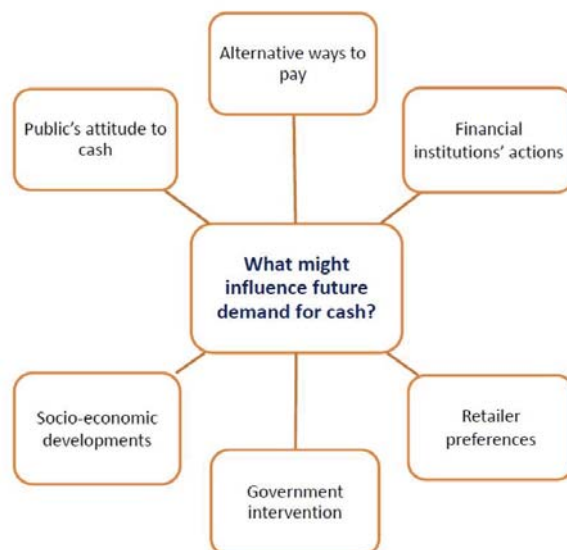 Alternative ways to
pay
Public's attitude to
cash
Financial
institutions' actions
What might
influence future
demand for cash?
Socio-economic
developments
Retailer
preferences
Government
intervention